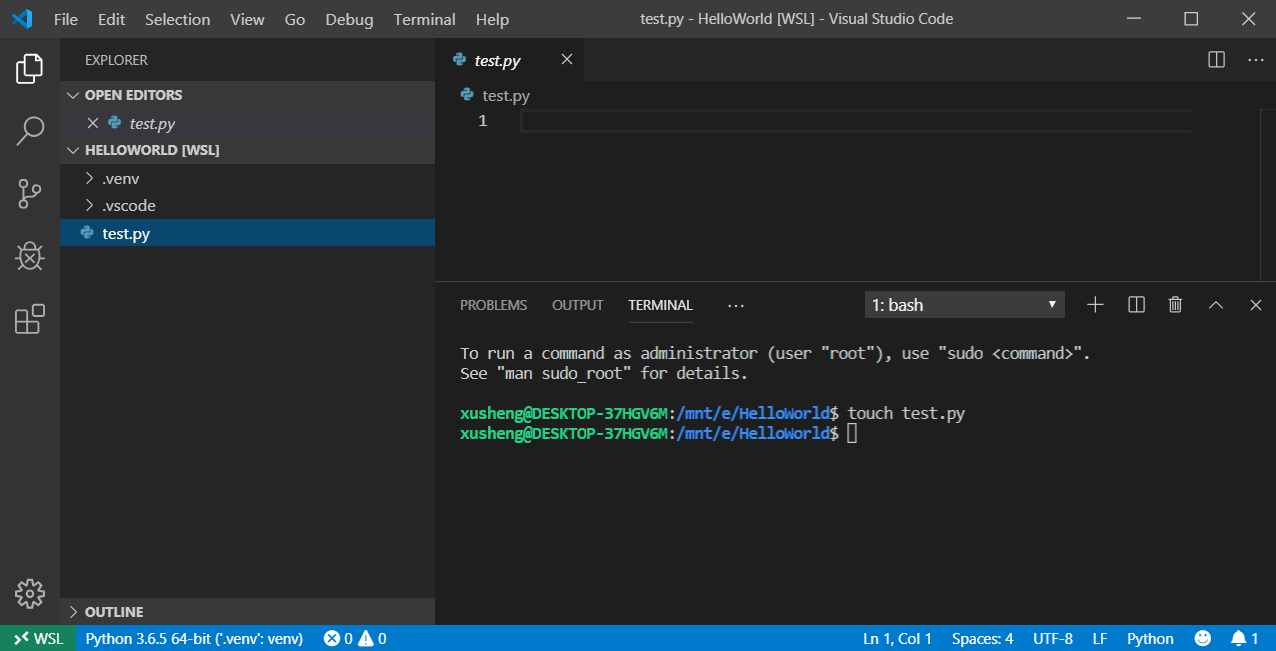 File Edit Selection View Go Debug Terminal Help test.py - HelloWorld [WSL] - Visual Studio Code
EXPLORER
OPEN EDITORS
test.py
HELLOWORLD [WSL]
.venv
.vscode
test.py
OUTLINE
test.py
test.py
1
PROBLEMS OUTPUT TERMINAL ··· 1: bash
To run a command as administrator (user "root"), use "sudo <command>".
See "man sudo_root" for details.
xusheng@DESKTOP-37HGV6M:/mnt/e/HelloWorld$ touch test.py
xusheng@DESKTOP-37HGV6M:/mnt/e/HelloWorld$
WSL Python 3.6.5 64-bit ('.venv': venv) 0 0 Ln 1, Col 1 Spaces: 4 UTF-8 LF Python 1